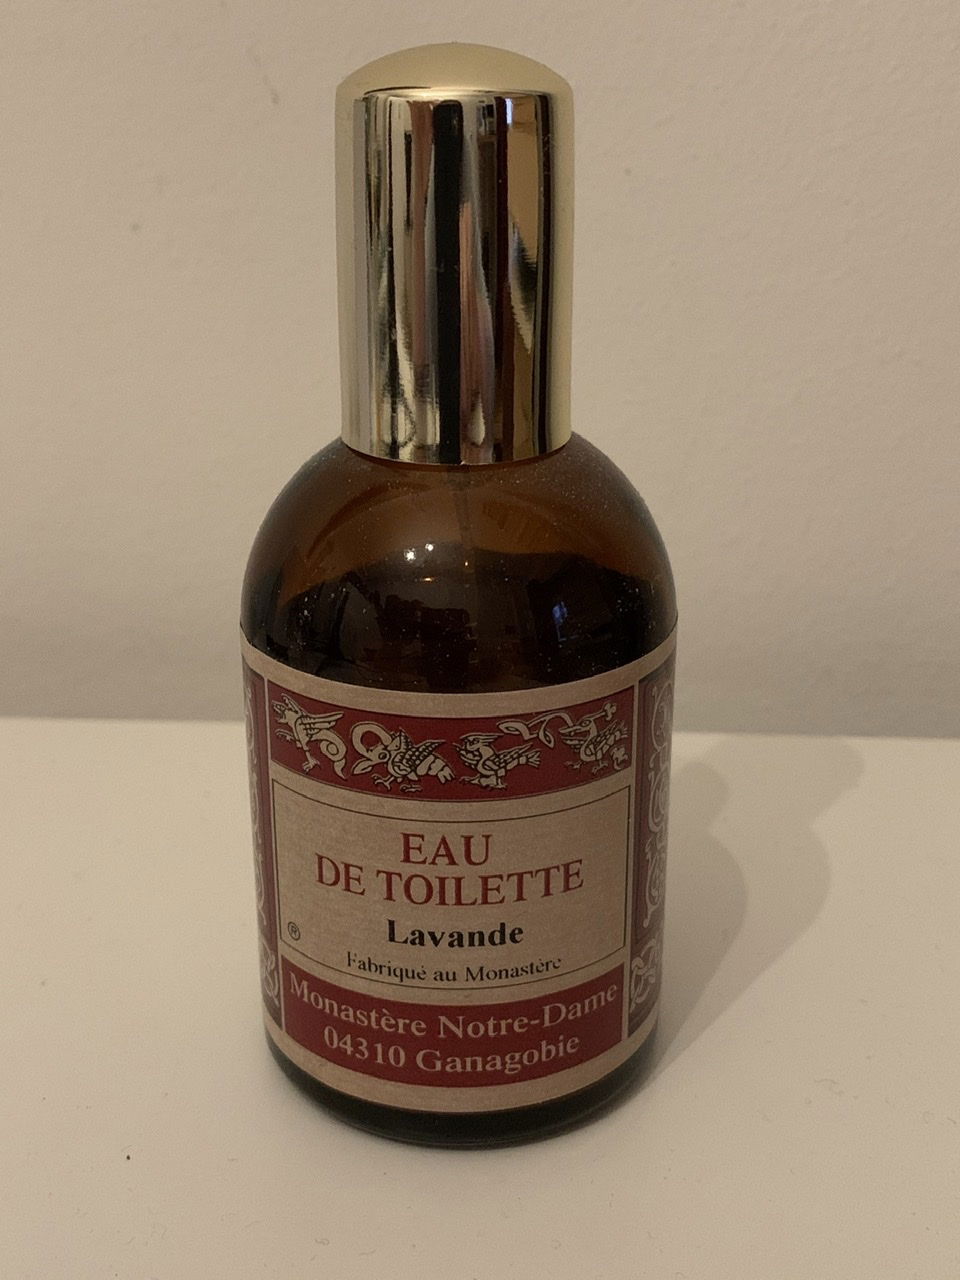 EAU
DE TOILETTE
Lavande
®
Fabriqué au Monastère
Monastère Notre-Dame
04310 Ganagobie